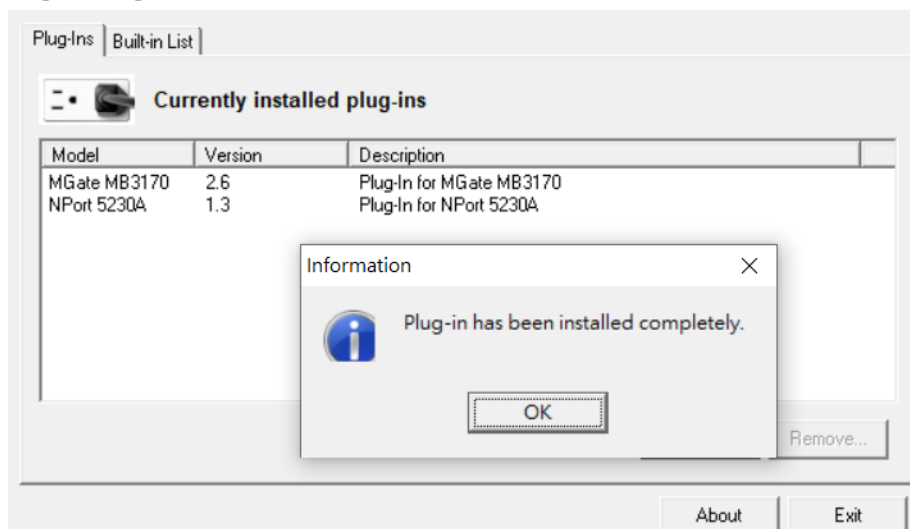 Plug-Ins Built-in List
Currently installed plug-ins
Model Version Description
MGate MB3170 2.6 Plug-In for MGate MB3170
NPort 5230A 1.3 Plug-In for NPort 5230A
Information
Plug-in has been installed completely.
OK
Remove...
About Exit